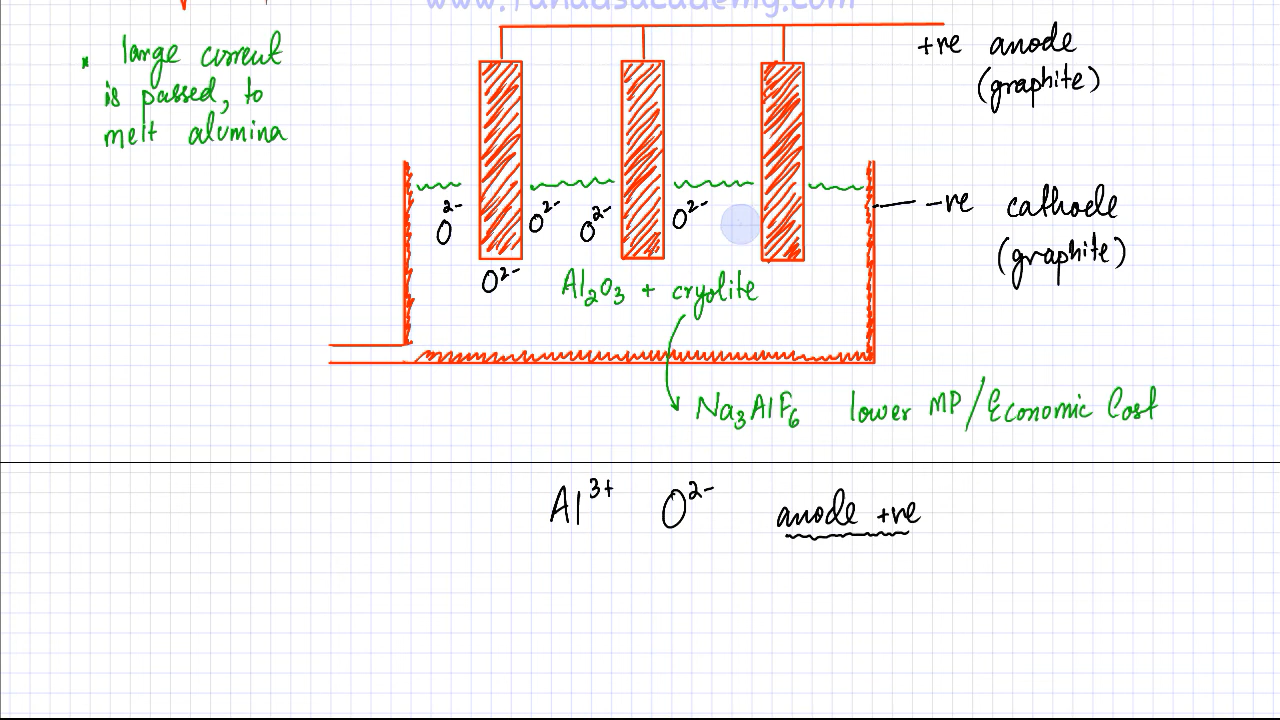 • large current
is passed, to
melt alumina
+ve anode
(graphite)
O²⁻ O²⁻ O²⁻ O²⁻
-ve cathode
(graphite)
O²⁻
Al₂O₃ + cryolite
Na₃AlF₆ lower MP/Economic Cost
Al³⁺ O²⁻ anode +ve